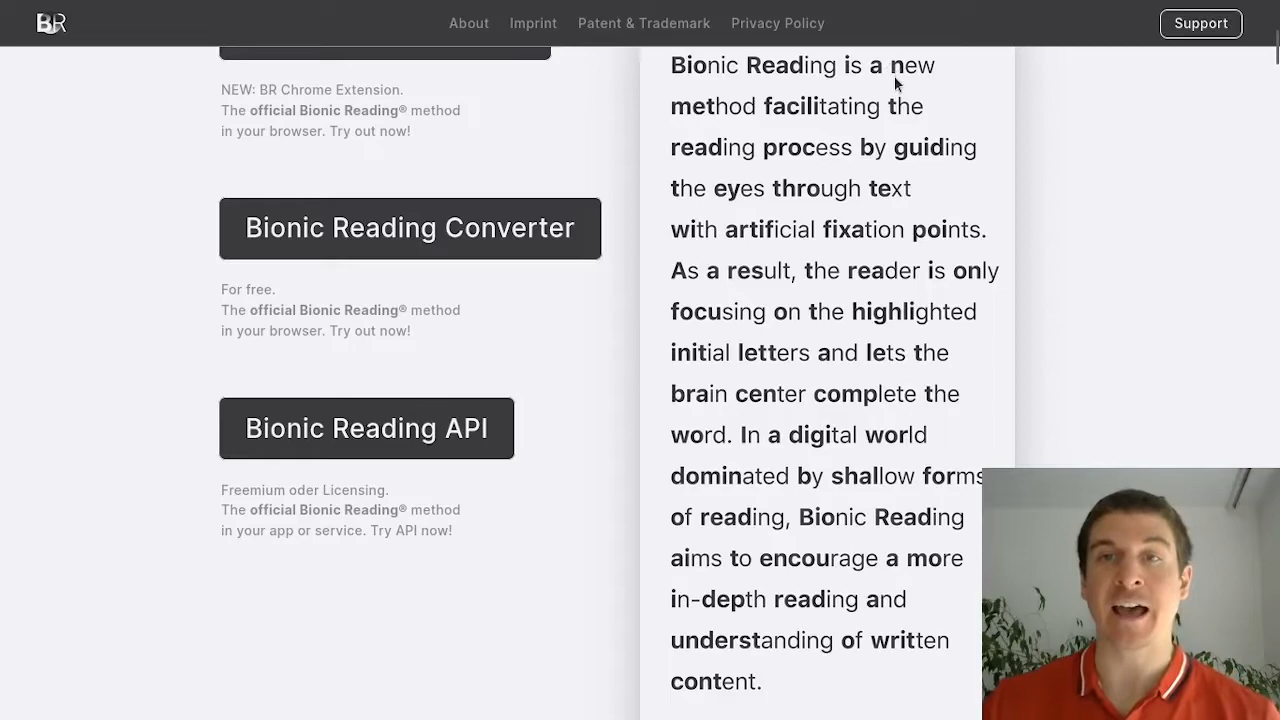 BR
About Imprint Patent & Trademark Privacy Policy Support
NEW: BR Chrome Extension.
The official Bionic Reading® method
in your browser. Try out now!
Bionic Reading Converter
For free.
The official Bionic Reading® method
in your browser. Try out now!
Bionic Reading API
Freemium oder Licensing.
The official Bionic Reading® method
in your app or service. Try API now!
Bionic Reading is a new
method facilitating the
reading process by guiding
the eyes through text
with artificial fixation points.
As a result, the reader is only
focusing on the highlighted
initial letters and lets the
brain center complete the
word. In a digital world
dominated by shallow forms
of reading, Bionic Reading
aims to encourage a more
in-depth reading and
understanding of written
content.